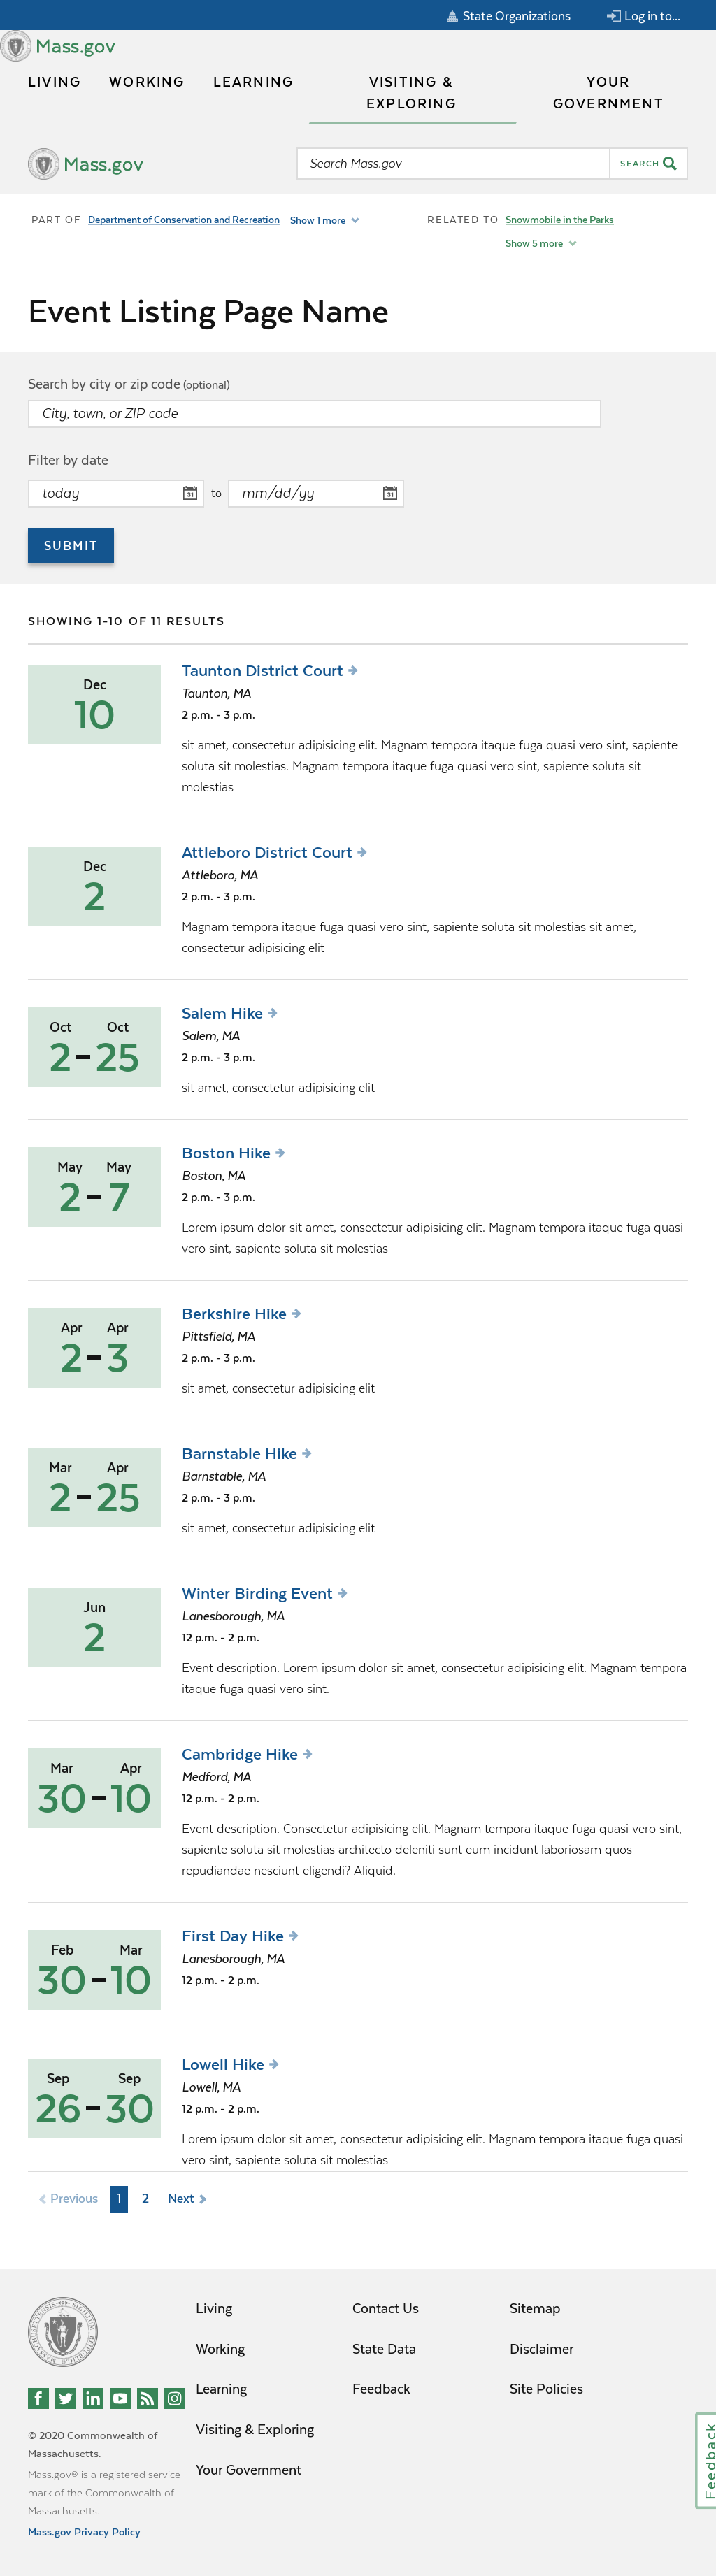 State Organizations
Log in to...
Mass.gov
LIVING
WORKING
LEARNING
VISITING &
EXPLORING
YOUR
GOVERNMENT
Mass.gov
Search Mass.gov
SEARCH
PART OF
Department of Conservation and Recreation
Show 1 more
RELATED TO
Snowmobile in the Parks
Show 5 more
Event Listing Page Name
Search by city or zip code (optional)
City, town, or ZIP code
Filter by date
today
31
to
mm/dd/yy
31
SUBMIT
SHOWING 1-10 OF 11 RESULTS
Dec
10
Taunton District Court
Taunton, MA
2 p.m. - 3 p.m.
sit amet, consectetur adipisicing elit. Magnam tempora itaque fuga quasi vero sint, sapiente
soluta sit molestias. Magnam tempora itaque fuga quasi vero sint, sapiente soluta sit
molestias
Dec
2
Attleboro District Court
Attleboro, MA
2 p.m. - 3 p.m.
Magnam tempora itaque fuga quasi vero sint, sapiente soluta sit molestias sit amet,
consectetur adipisicing elit
Oct Oct
2-25
Salem Hike
Salem, MA
2 p.m. - 3 p.m.
sit amet, consectetur adipisicing elit
May May
2-7
Boston Hike
Boston, MA
2 p.m. - 3 p.m.
Lorem ipsum dolor sit amet, consectetur adipisicing elit. Magnam tempora itaque fuga quasi
vero sint, sapiente soluta sit molestias
Apr Apr
2-3
Berkshire Hike
Pittsfield, MA
2 p.m. - 3 p.m.
sit amet, consectetur adipisicing elit
Mar Apr
2-25
Barnstable Hike
Barnstable, MA
2 p.m. - 3 p.m.
sit amet, consectetur adipisicing elit
Jun
2
Winter Birding Event
Lanesborough, MA
12 p.m. - 2 p.m.
Event description. Lorem ipsum dolor sit amet, consectetur adipisicing elit. Magnam tempora
itaque fuga quasi vero sint.
Mar Apr
30-10
Cambridge Hike
Medford, MA
12 p.m. - 2 p.m.
Event description. Consectetur adipisicing elit. Magnam tempora itaque fuga quasi vero sint,
sapiente soluta sit molestias architecto deleniti sunt eum incidunt laboriosam quos
repudiandae nesciunt eligendi? Aliquid.
Feb Mar
30-10
First Day Hike
Lanesborough, MA
12 p.m. - 2 p.m.
Sep Sep
26-30
Lowell Hike
Lowell, MA
12 p.m. - 2 p.m.
Lorem ipsum dolor sit amet, consectetur adipisicing elit. Magnam tempora itaque fuga quasi
vero sint, sapiente soluta sit molestias
Previous
1
2
Next
Living
Working
Learning
Visiting & Exploring
Your Government
Contact Us
State Data
Feedback
Sitemap
Disclaimer
Site Policies
© 2020 Commonwealth of
Massachusetts.
Mass.gov® is a registered service
mark of the Commonwealth of
Massachusetts.
Mass.gov Privacy Policy
Feedback